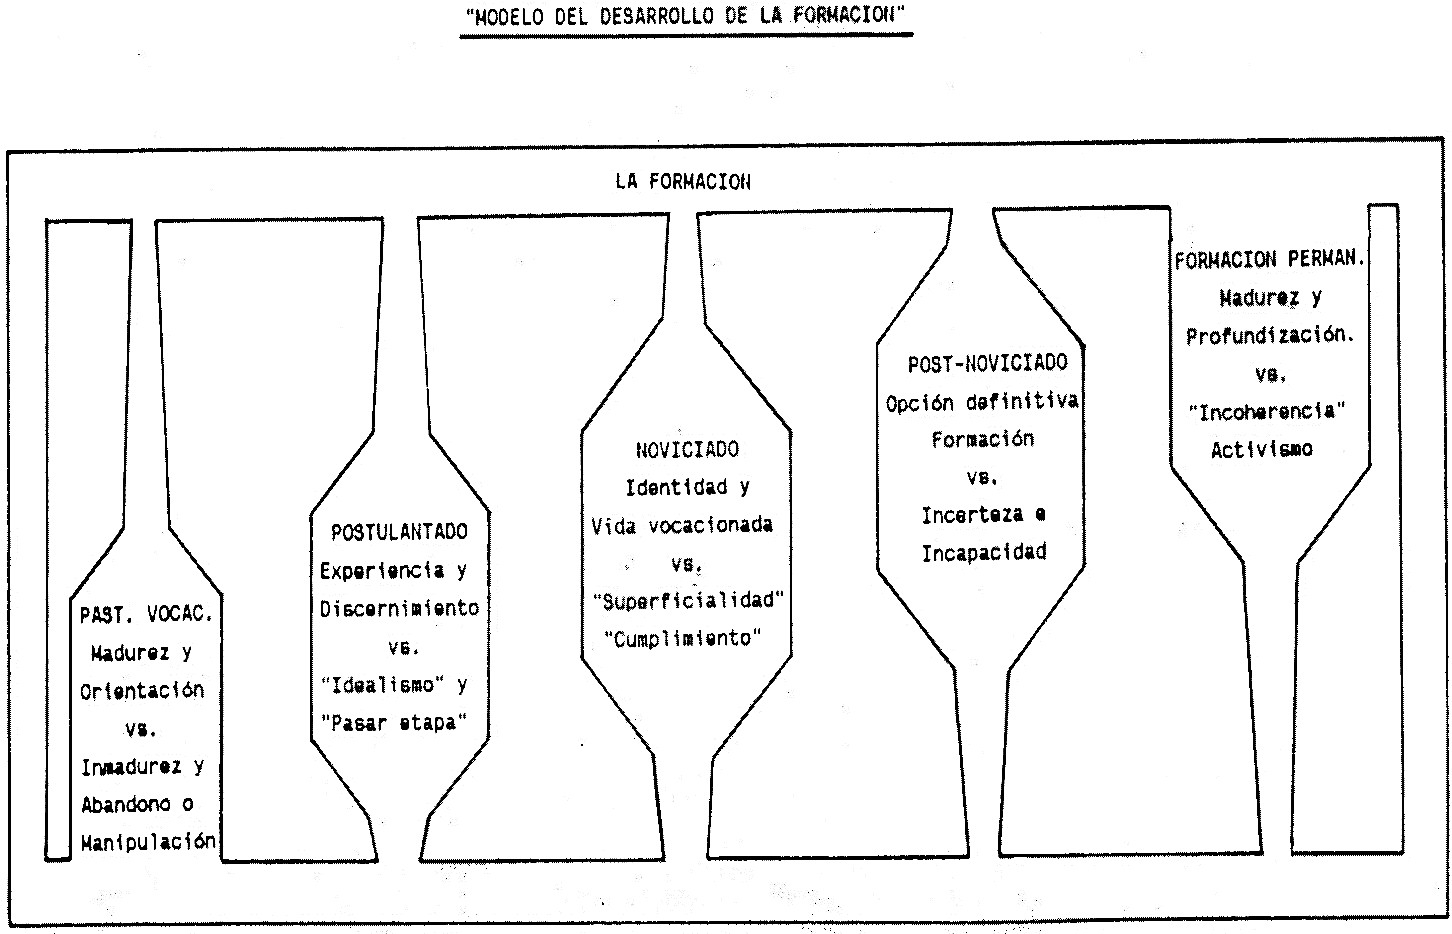 "MODELO DEL DESARROLLO DE LA FORMACION"
LA FORMACION
PAST. VOCAC.
Madurez y
Orientación
vs.
Inmadurez y
Abandono o
Manipulación
POSTULANTADO
Experiencia y
Discernimiento
vs.
"Idealismo" y
"Pasar etapa"
NOVICIADO
Identidad y
Vida vocacionada
vs.
"Superficialidad"
"Cumplimiento"
POST-NOVICIADO
Opción definitiva
Formación
vs.
Incerteza e
Incapacidad
FORMACION PERMAN.
Madurez y
Profundización.
vs.
"Incoherencia"
Activismo